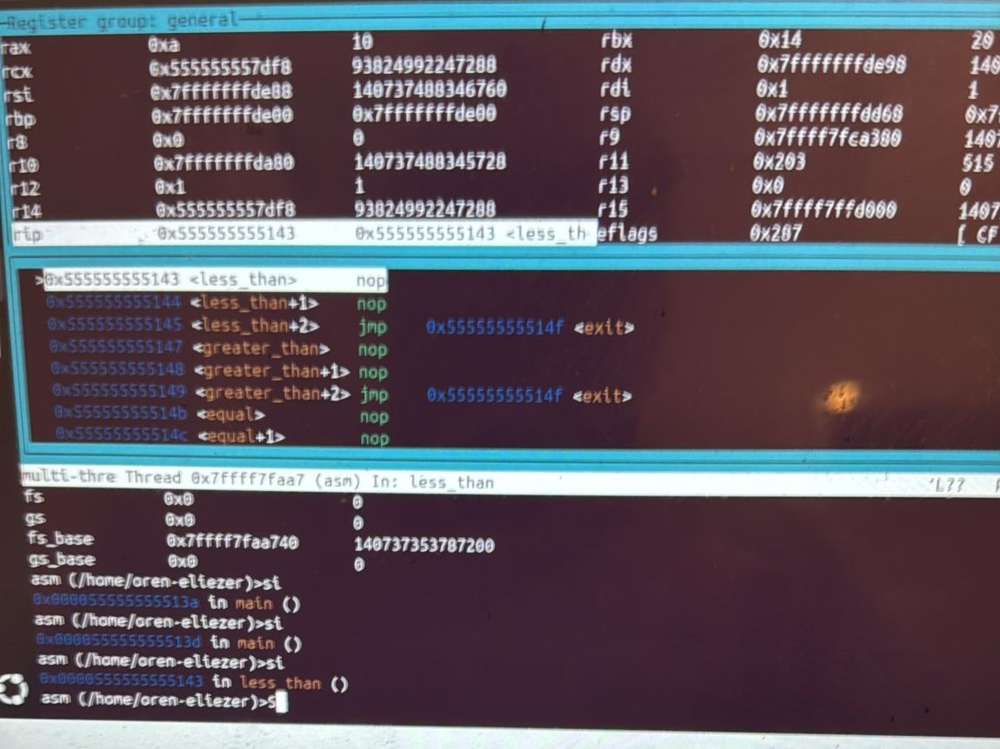 Register group: general
rax 0xa 10 rbx 0x14 20
rcx 0x555555557df8 93824992247288 rdx 0x7fffffffde98 140
rsi 0x7fffffffde88 140737488346760 rdi 0x1 1
rbp 0x7fffffffde00 0x7fffffffde00 rsp 0x7fffffffdd68 0x7f
r8 0x0 0 r9 0x7ffff7fca380 1407
r10 0x7fffffffda80 140737488345728 r11 0x203 515
r12 0x1 1 r13 0x0 0
r14 0x555555557df8 93824992247288 r15 0x7ffff7ffd000 1407
rip 0x555555555143 0x555555555143 <less_th eflags 0x287 [ CF
>0x555555555143 <less_than> nop
0x555555555144 <less_than+1> nop
0x555555555145 <less_than+2> jmp 0x55555555514f <exit>
0x555555555147 <greater_than> nop
0x555555555148 <greater_than+1> nop
0x555555555149 <greater_than+2> jmp 0x55555555514f <exit>
0x55555555514b <equal> nop
0x55555555514c <equal+1> nop
multi-thre Thread 0x7ffff7faa7 (asm) In: less_than L??
fs 0x0 0
gs 0x0 0
fs_base 0x7ffff7faa740 140737353787200
gs_base 0x0 0
asm (/home/oren-eliezer)>si
0x000055555555513a in main ()
asm (/home/oren-eliezer)>si
0x000055555555513d in main ()
asm (/home/oren-eliezer)>si
0x0000555555555143 in less_than ()
asm (/home/oren-eliezer)>S